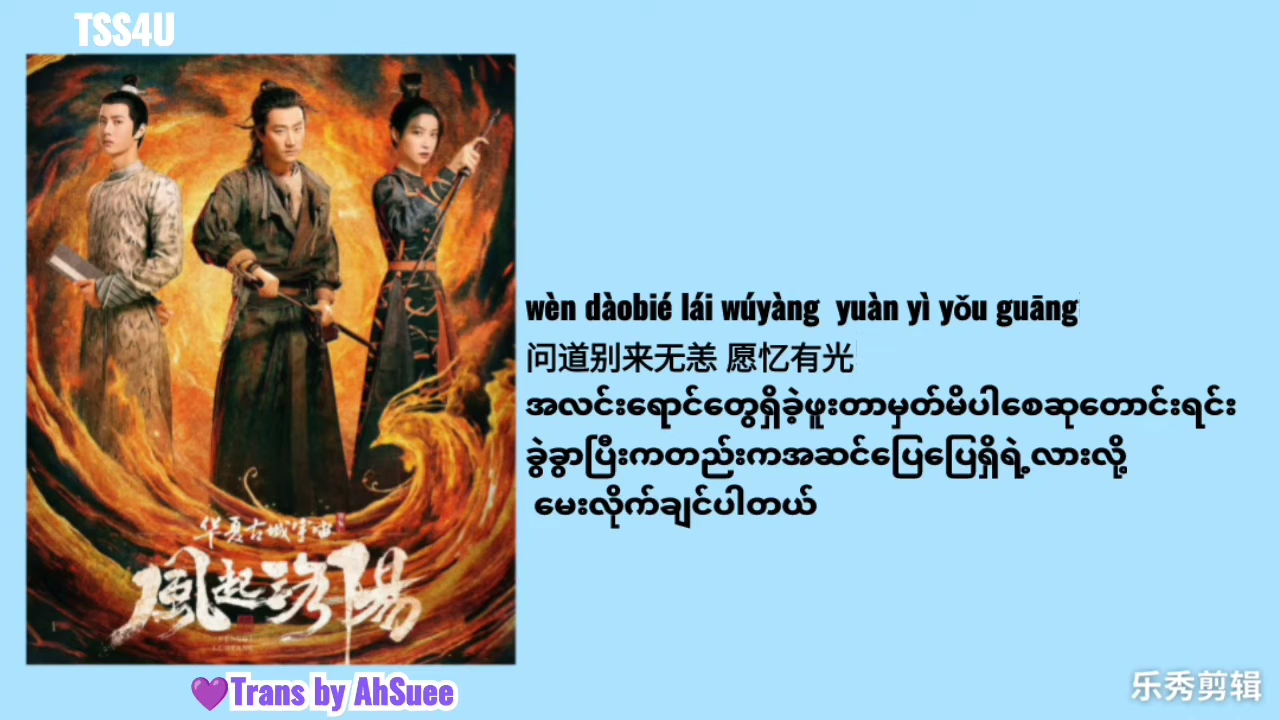 TSS4U
华夏古城宇宙
風起洛陽
FENGQI
LUOYANG
wèn dàobié lái wúyàng yuàn yì yǒu guāng
问道别来无恙 愿忆有光
အလင်းရောင်တွေရှိခဲ့ဖူးတာမှတ်မိပါစေဆုတောင်းရင်း
ခွဲခွာပြီးကတည်းကအဆင်ပြေပြေရှိရဲ့လားလို့
မေးလိုက်ချင်ပါတယ်
💜Trans by AhSuee
乐秀剪辑